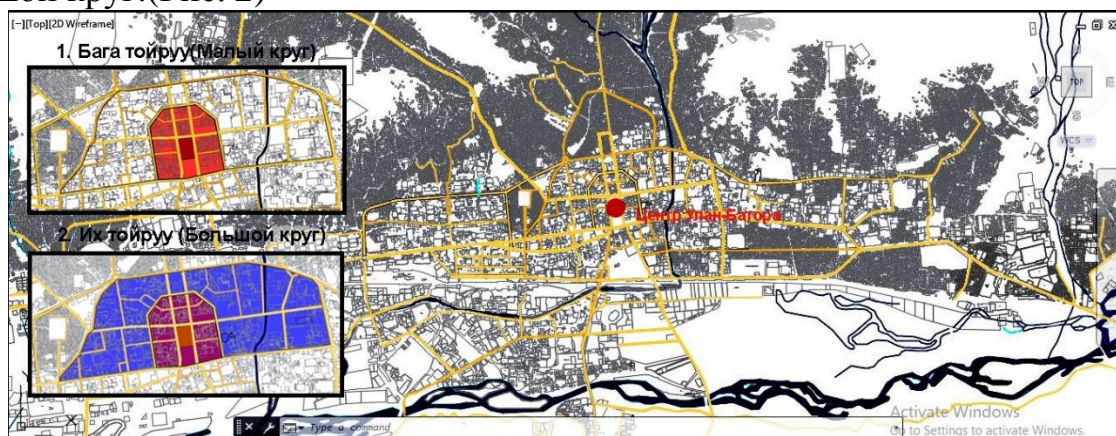 [−][Top][2D Wireframe]
1. Бага тойруу(Малый круг)
TOP
WCS
Центр Улан-Батора
2. Их тойруу (Большой круг)
Type a command
Activate Windows
Go to Settings to activate Windows.